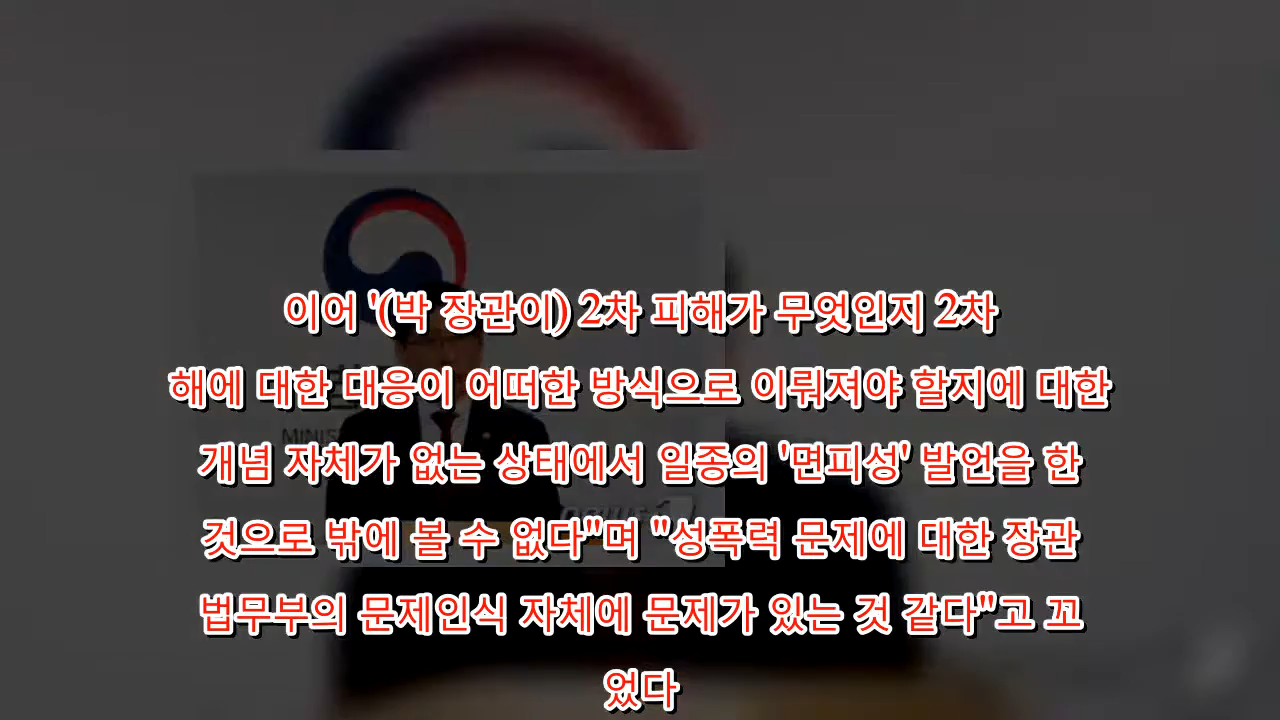 이어 '(박 장관이) 2차 피해가 무엇인지 2차
해에 대한 대응이 어떠한 방식으로 이뤄져야 할지에 대한
개념 자체가 없는 상태에서 일종의 '면피성' 발언을 한
것으로 밖에 볼 수 없다"며 "성폭력 문제에 대한 장관
법무부의 문제인식 자체에 문제가 있는 것 같다"고 꼬
었다